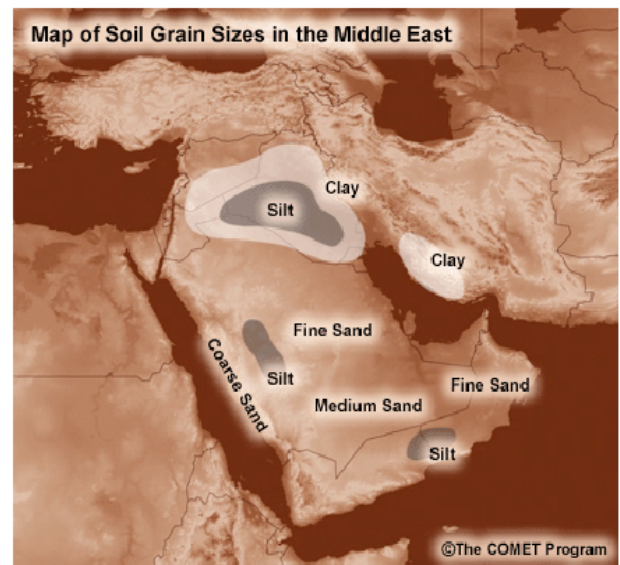 Map of Soil Grain Sizes in the Middle East
Clay
Silt
Clay
Fine Sand
Coarse Sand
Silt
Fine Sand
Medium Sand
Silt
©The COMET Program